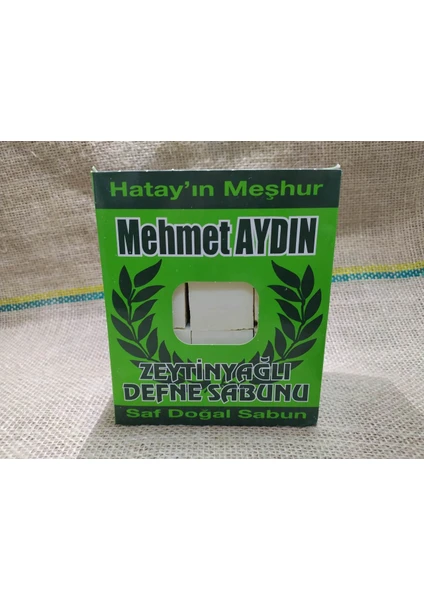 Hatay'ın Meşhur
Mehmet AYDIN
ZEYTİNYAĞLI
DEFNE SABUNU
Saf Doğal Sabun